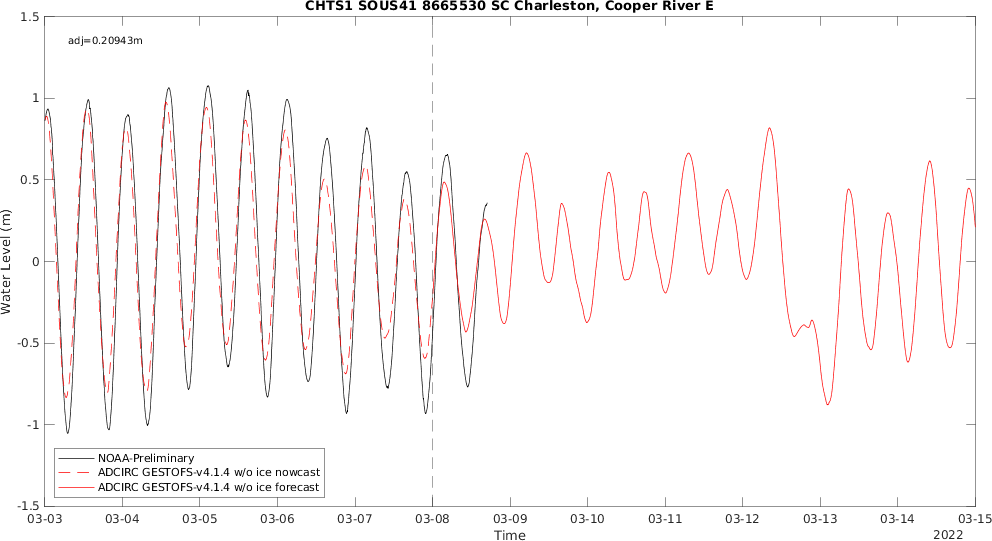 CHTS1 SOUS41 8665530 SC Charleston, Cooper River E
1.5
adj=0.20943m
1
0.5
0
-0.5
-1
-1.5
Water Level (m)
NOAA-Preliminary
ADCIRC GESTOFS-v4.1.4 w/o ice nowcast
ADCIRC GESTOFS-v4.1.4 w/o ice forecast
03-03 03-04 03-05 03-06 03-07 03-08 03-09 03-10 03-11 03-12 03-13 03-14 03-15
Time
2022